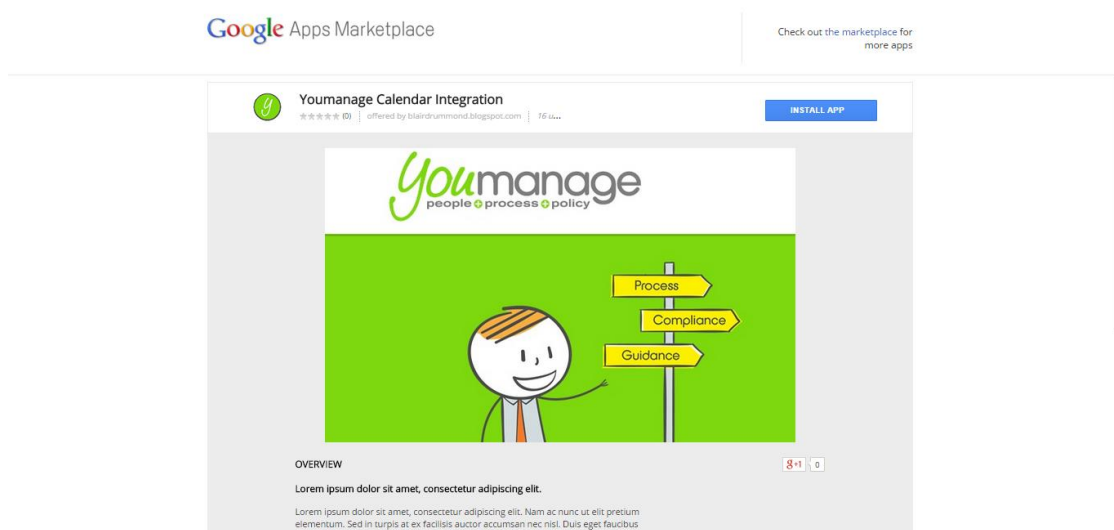 Google Apps Marketplace
Check out the marketplace for
more apps
Youmanage Calendar Integration
(0) offered by blairdrummond.blogspot.com 16 u...
INSTALL APP
youmanage
people+process+policy
Process
Compliance
Guidance
OVERVIEW
g+1 0
Lorem ipsum dolor sit amet, consectetur adipiscing elit.
Lorem ipsum dolor sit amet, consectetur adipiscing elit. Nam ac nunc ut elit pretium
elementum. Sed in turpis at ex facilisis auctor accumsan nec nisl. Duis eget faucibus